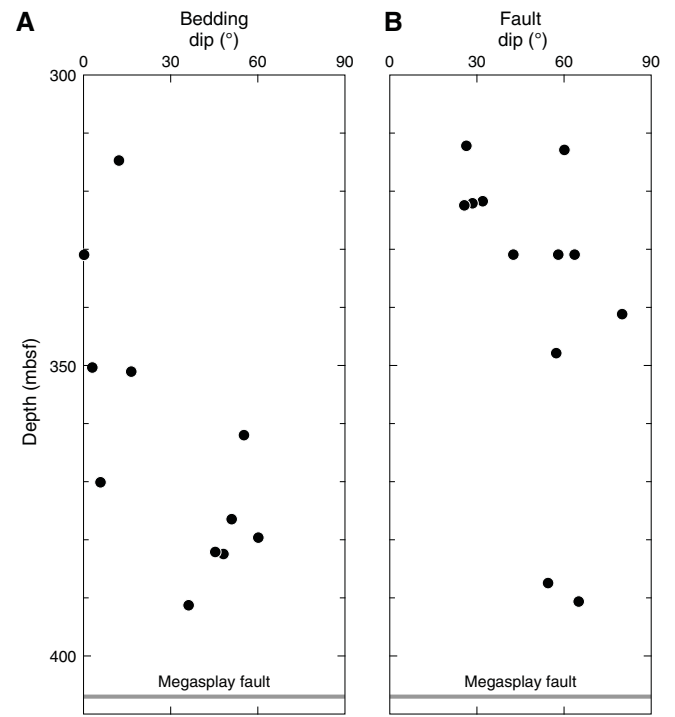 A
Bedding
dip (°)
0 30 60 90
B
Fault
dip (°)
0 30 60 90
300
350
400
Depth (mbsf)
Megasplay fault
Megasplay fault